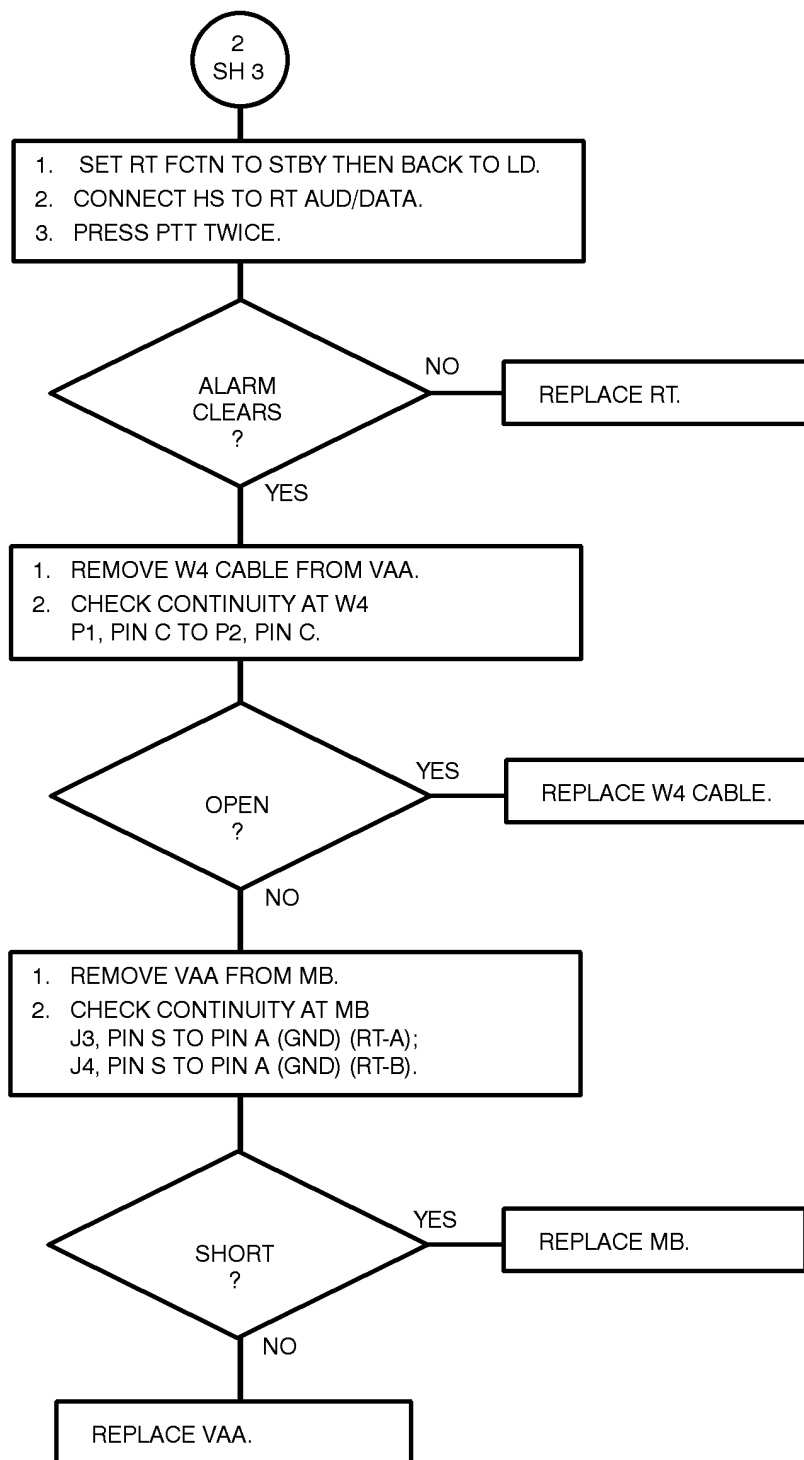 2
SH 3
1. SET RT FCTN TO STBY THEN BACK TO LD.
2. CONNECT HS TO RT AUD/DATA.
3. PRESS PTT TWICE.
ALARM
CLEARS
?
NO
REPLACE RT.
YES
1. REMOVE W4 CABLE FROM VAA.
2. CHECK CONTINUITY AT W4
P1, PIN C TO P2, PIN C.
OPEN
?
YES
REPLACE W4 CABLE.
NO
1. REMOVE VAA FROM MB.
2. CHECK CONTINUITY AT MB
J3, PIN S TO PIN A (GND) (RT-A);
J4, PIN S TO PIN A (GND) (RT-B).
SHORT
?
YES
REPLACE MB.
NO
REPLACE VAA.